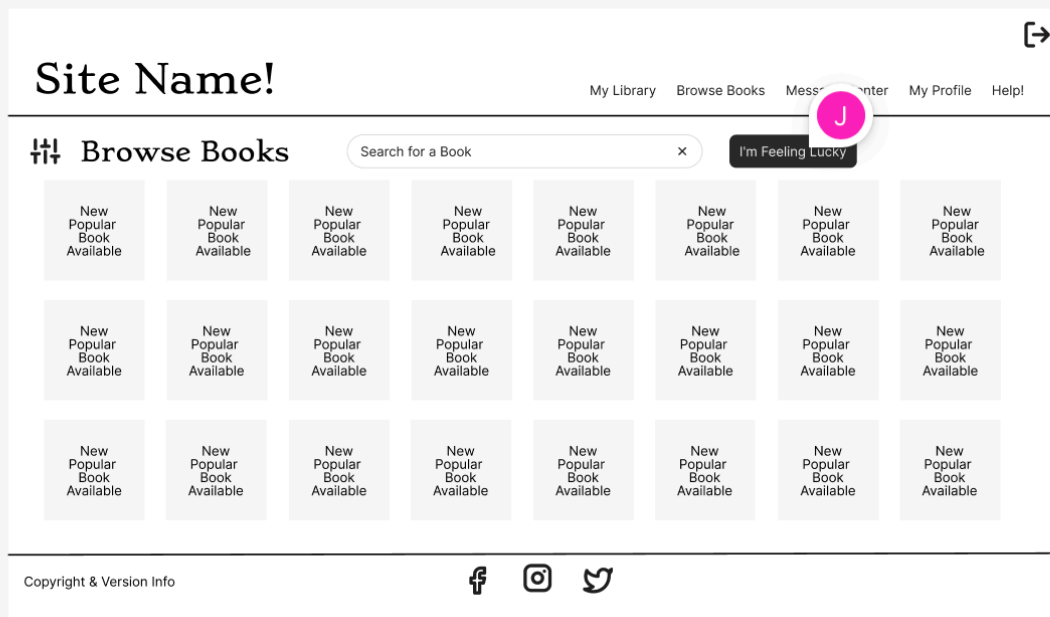 Site Name!
My Library Browse Books enter My Profile Help!
J
Browse Books Search for a Book I'm Feeling Lucky
New New New New New New New New
Popular Popular Popular Popular Popular Popular Popular Popular
Book Book Book Book Book Book Book Book
Available Available Available Available Available Available Available Available
New New New New New New New New
Popular Popular Popular Popular Popular Popular Popular Popular
Book Book Book Book Book Book Book Book
Available Available Available Available Available Available Available Available
New New New New New New New New
Popular Popular Popular Popular Popular Popular Popular Popular
Book Book Book Book Book Book Book Book
Available Available Available Available Available Available Available Available
Copyright & Version Info